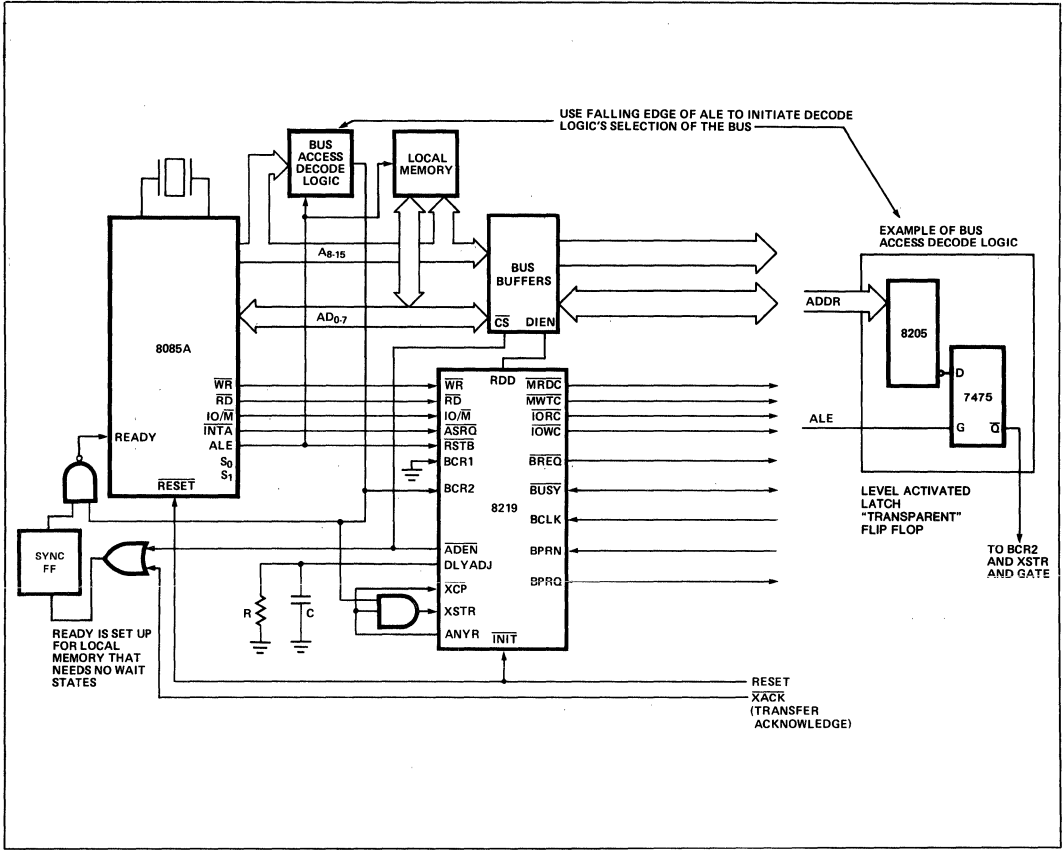 USE FALLING EDGE OF ALE TO INITIATE DECODE
LOGIC'S SELECTION OF THE BUS
BUS
ACCESS
DECODE
LOGIC
LOCAL
MEMORY
EXAMPLE OF BUS
ACCESS DECODE LOGIC
A8-15
BUS
BUFFERS
CS
DIEN
AD0-7
8085A
WR
RD
IO/M
INTA
ALE
S0
S1
READY
RESET
RDD
WR
RD
IO/M
ASRQ
RSTB
BCR1
BCR2
8219
ADEN
DLYADJ
XCP
XSTR
ANYR
INIT
MRDC
MWTC
IORC
IOWC
BREQ
BUSY
BCLK
BPRN
BPRQ
ADDR
8205
D
7475
G
Q
ALE
LEVEL ACTIVATED
LATCH
"TRANSPARENT"
FLIP FLOP
TO BCR2
AND XSTR
AND GATE
SYNC
FF
R
C
READY IS SET UP
FOR LOCAL
MEMORY THAT
NEEDS NO WAIT
STATES
RESET
XACK
(TRANSFER
ACKNOWLEDGE)